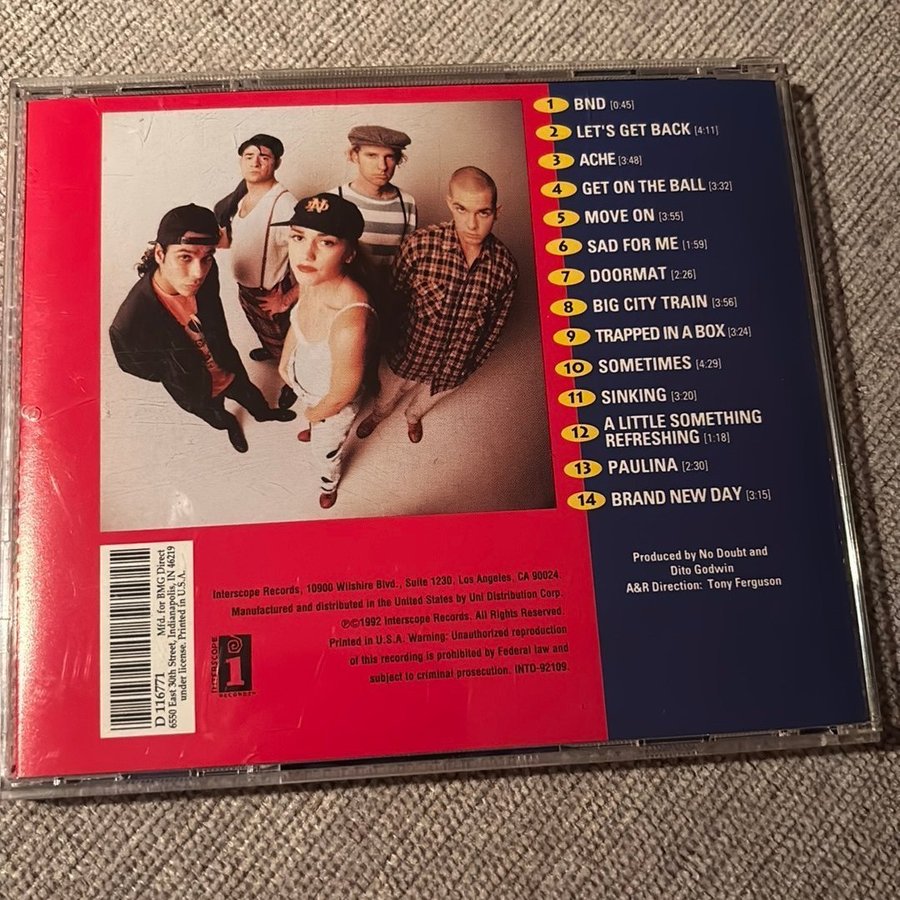 1 BND [0:45]
2 LET'S GET BACK [4:11]
3 ACHE [3:48]
4 GET ON THE BALL [3:32]
5 MOVE ON [3:55]
6 SAD FOR ME [1:59]
7 DOORMAT [2:26]
8 BIG CITY TRAIN [3:56]
9 TRAPPED IN A BOX [3:24]
10 SOMETIMES [4:29]
11 SINKING [3:20]
12 A LITTLE SOMETHING
REFRESHING [1:18]
13 PAULINA [2:30]
14 BRAND NEW DAY [3:15]
Produced by No Doubt and
Dito Godwin
A&R Direction: Tony Ferguson
Interscope Records, 10900 Wilshire Blvd., Suite 1230, Los Angeles, CA 90024.
Manufactured and distributed in the United States by Uni Distribution Corp.
℗©1992 Interscope Records. All Rights Reserved.
Printed in U.S.A. Warning: Unauthorized reproduction
of this recording is prohibited by Federal law and
subject to criminal prosecution. INTD-92109.
INTERSCOPE
i
RECORDS
D 116771 Mfd. for BMG Direct
6550 East 30th Street, Indianapolis, IN 46219
under license. Printed in U.S.A.